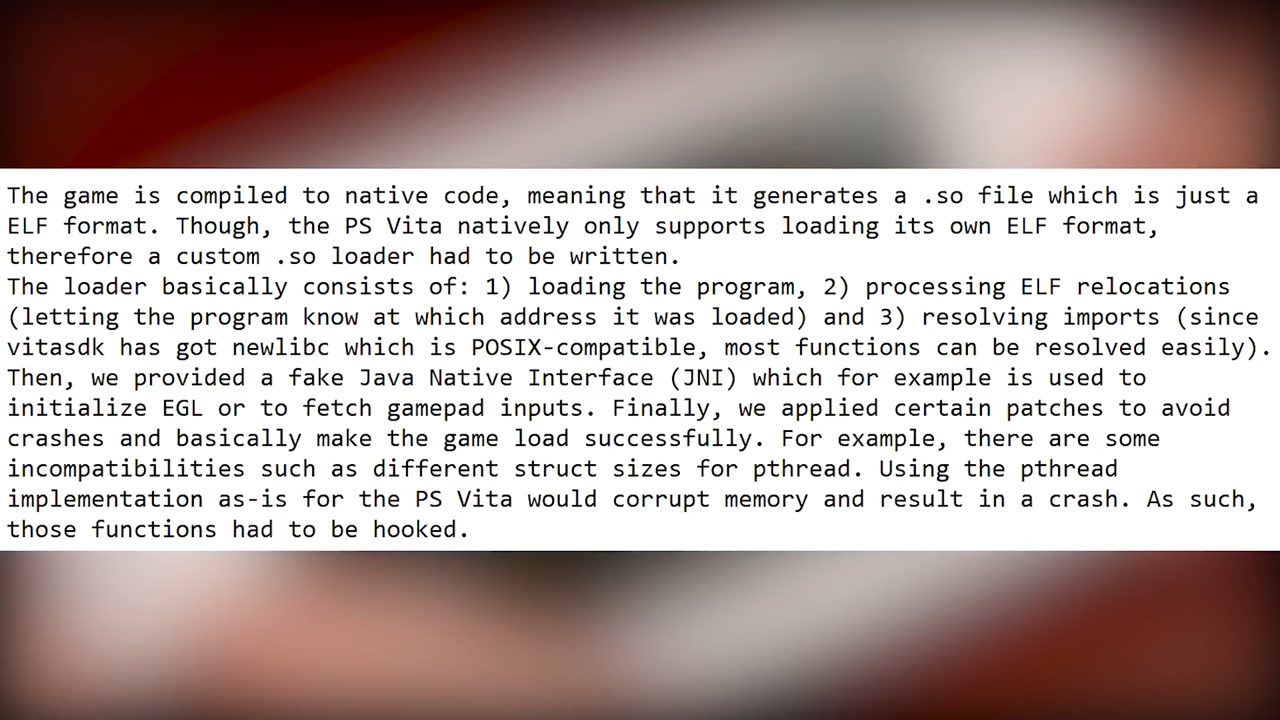 The game is compiled to native code, meaning that it generates a .so file which is just a
ELF format. Though, the PS Vita natively only supports loading its own ELF format,
therefore a custom .so loader had to be written.
The loader basically consists of: 1) loading the program, 2) processing ELF relocations
(letting the program know at which address it was loaded) and 3) resolving imports (since
vitasdk has got newlibc which is POSIX-compatible, most functions can be resolved easily).
Then, we provided a fake Java Native Interface (JNI) which for example is used to
initialize EGL or to fetch gamepad inputs. Finally, we applied certain patches to avoid
crashes and basically make the game load successfully. For example, there are some
incompatibilities such as different struct sizes for pthread. Using the pthread
implementation as-is for the PS Vita would corrupt memory and result in a crash. As such,
those functions had to be hooked.